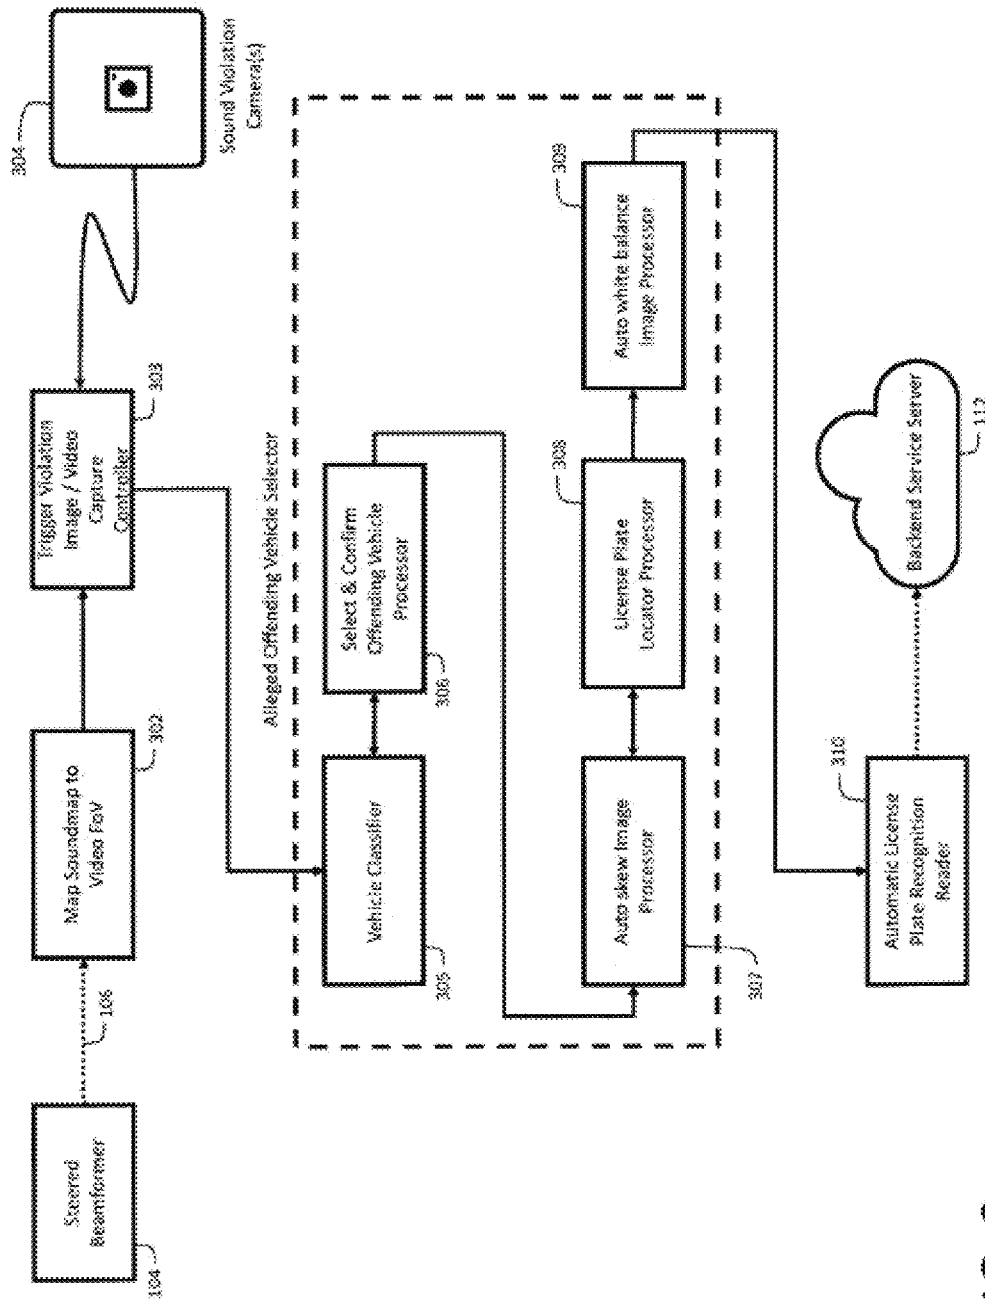 Steered
Beamformer
104
106
Map Soundmap to
Video FoV
302
Trigger Violation
Image / Video
Capture
Controller
303
304
Sound Violation
Camera(s)
Alleged Offending Vehicle Selector
Vehicle Classifier
305
Select & Confirm
Offending Vehicle
Processor
306
Auto skew Image
Processor
307
License Plate
Locator Processor
308
Auto white balance
Image Processor
309
Automatic License
Plate Recognition
Reader
310
Backend Service Server
112